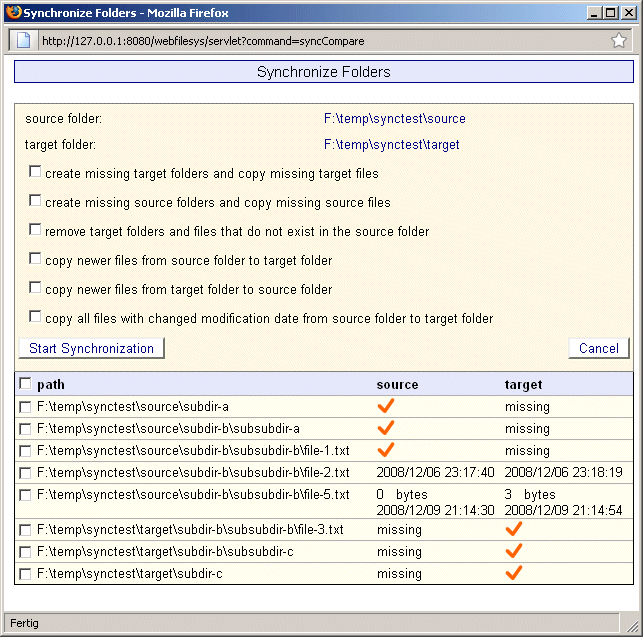 Synchronize Folders - Mozilla Firefox
http://127.0.0.1:8080/webfilesys/servlet?command=syncCompare
Synchronize Folders
source folder: F:\temp\synctest\source
target folder: F:\temp\synctest\target
create missing target folders and copy missing target files
create missing source folders and copy missing source files
remove target folders and files that do not exist in the source folder
copy newer files from source folder to target folder
copy newer files from target folder to source folder
copy all files with changed modification date from source folder to target folder
Start Synchronization Cancel
path source target
F:\temp\synctest\source\subdir-a missing
F:\temp\synctest\source\subdir-b\subsubdir-a missing
F:\temp\synctest\source\subdir-b\subsubdir-b\file-1.txt missing
F:\temp\synctest\source\subdir-b\subsubdir-b\file-2.txt 2008/12/06 23:17:40 2008/12/06 23:18:19
F:\temp\synctest\source\subdir-b\subsubdir-b\file-5.txt 0 bytes 3 bytes
2008/12/09 21:14:30 2008/12/09 21:14:54
F:\temp\synctest\target\subdir-b\subsubdir-b\file-3.txt missing
F:\temp\synctest\target\subdir-b\subsubdir-c missing
F:\temp\synctest\target\subdir-c missing
Fertig